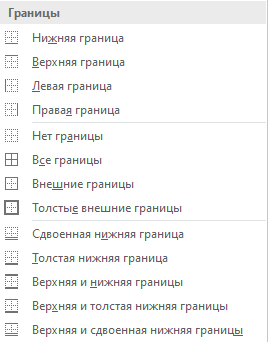 Границы
Нижняя граница
Верхняя граница
Левая граница
Правая граница
Нет границы
Все границы
Внешние границы
Толстые внешние границы
Сдвоенная нижняя граница
Толстая нижняя граница
Верхняя и нижняя границы
Верхняя и толстая нижняя границы
Верхняя и сдвоенная нижняя границы